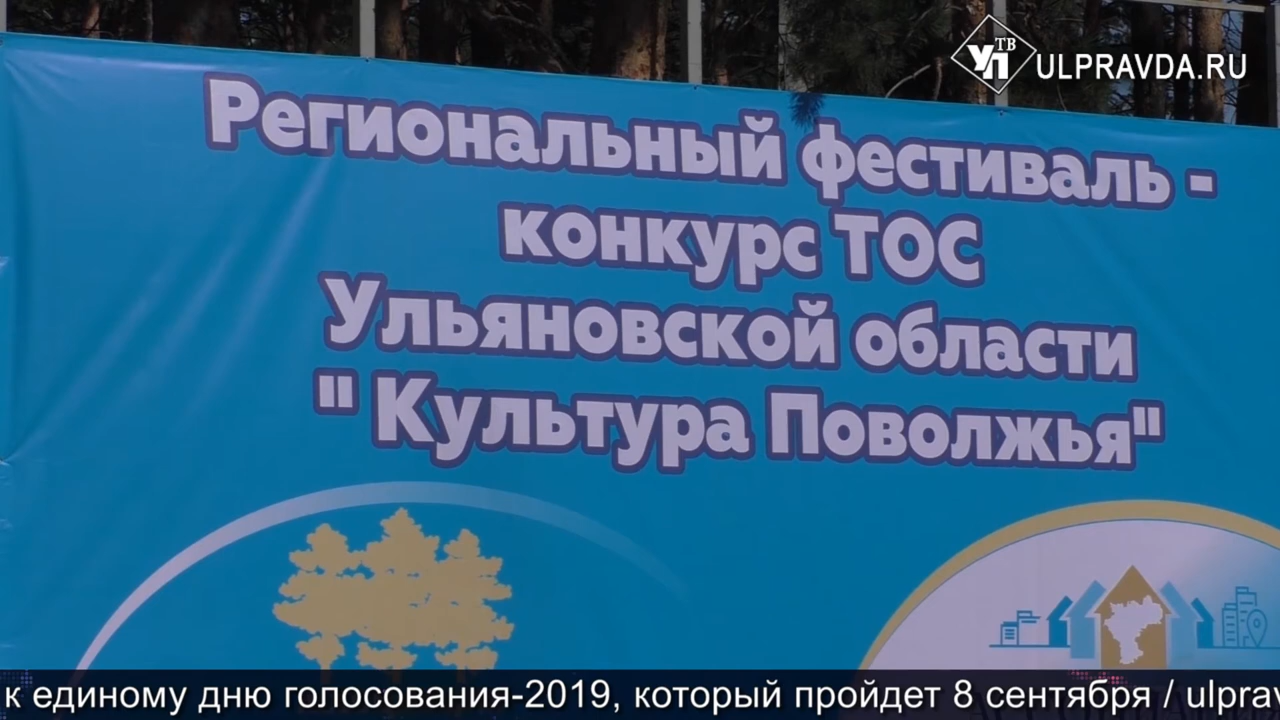 УП ТВ ULPRAVDA.RU
Региональный фестиваль -
конкурс ТОС
Ульяновской области
" Культура Поволжья"
к единому дню голосования-2019, который пройдет 8 сентября / ulprav